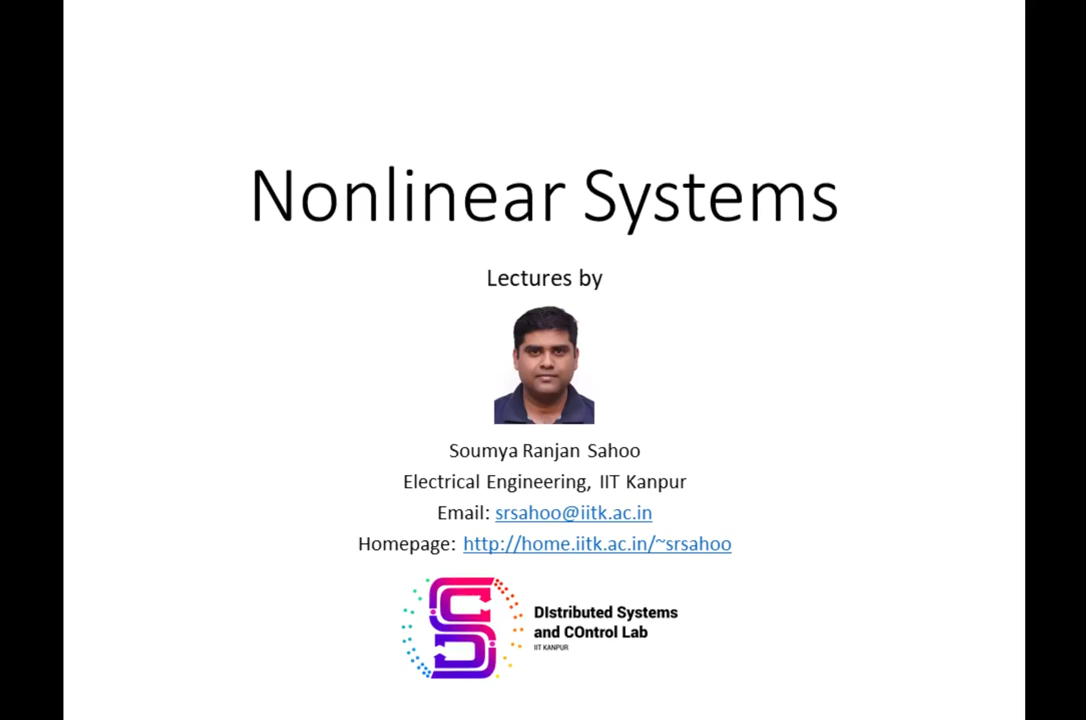 Nonlinear Systems
Lectures by
Soumya Ranjan Sahoo
Electrical Engineering, IIT Kanpur
Email: srsahoo@iitk.ac.in
Homepage: http://home.iitk.ac.in/~srsahoo
DIstributed Systems
and COntrol Lab
IIT KANPUR